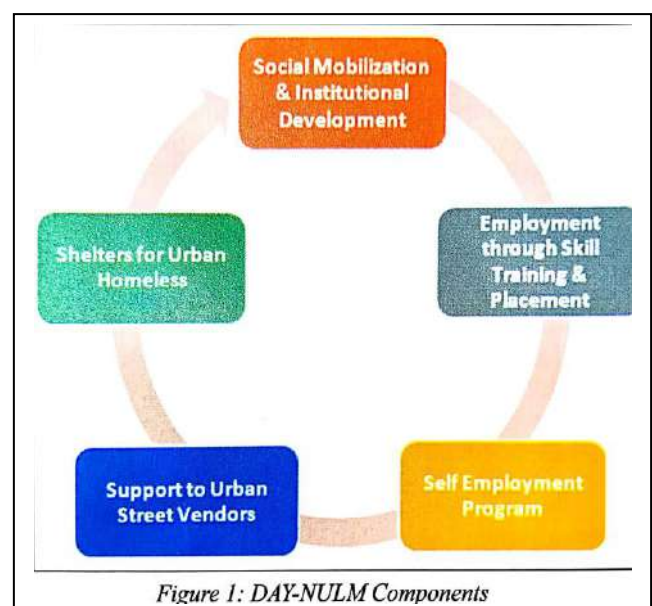 Social Mobilization
& Institutional
Development
Employment
through Skill
Training &
Placement
Self Employment
Program
Support to Urban
Street Vendors
Shelters for Urban
Homeless
Figure 1: DAY-NULM Components